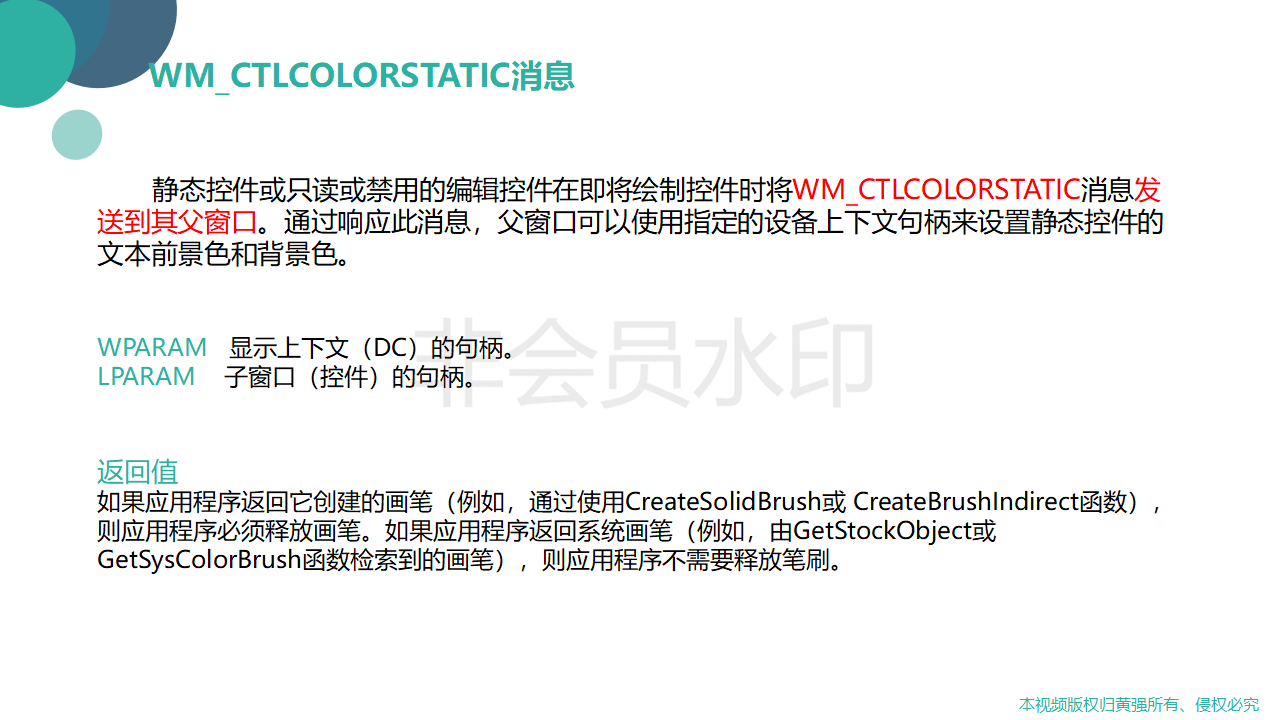 WM_CTLCOLORSTATIC消息
静态控件或只读或禁用的编辑控件在即将绘制控件时将WM_CTLCOLORSTATIC消息发
送到其父窗口。通过响应此消息，父窗口可以使用指定的设备上下文句柄来设置静态控件的
文本前景色和背景色。
WPARAM 显示上下文（DC）的句柄。
LPARAM 子窗口（控件）的句柄。
非会员水印
返回值
如果应用程序返回它创建的画笔（例如，通过使用CreateSolidBrush或 CreateBrushIndirect函数），
则应用程序必须释放画笔。如果应用程序返回系统画笔（例如，由GetStockObject或
GetSysColorBrush函数检索到的画笔），则应用程序不需要释放笔刷。
本视频版权归黄强所有、侵权必究